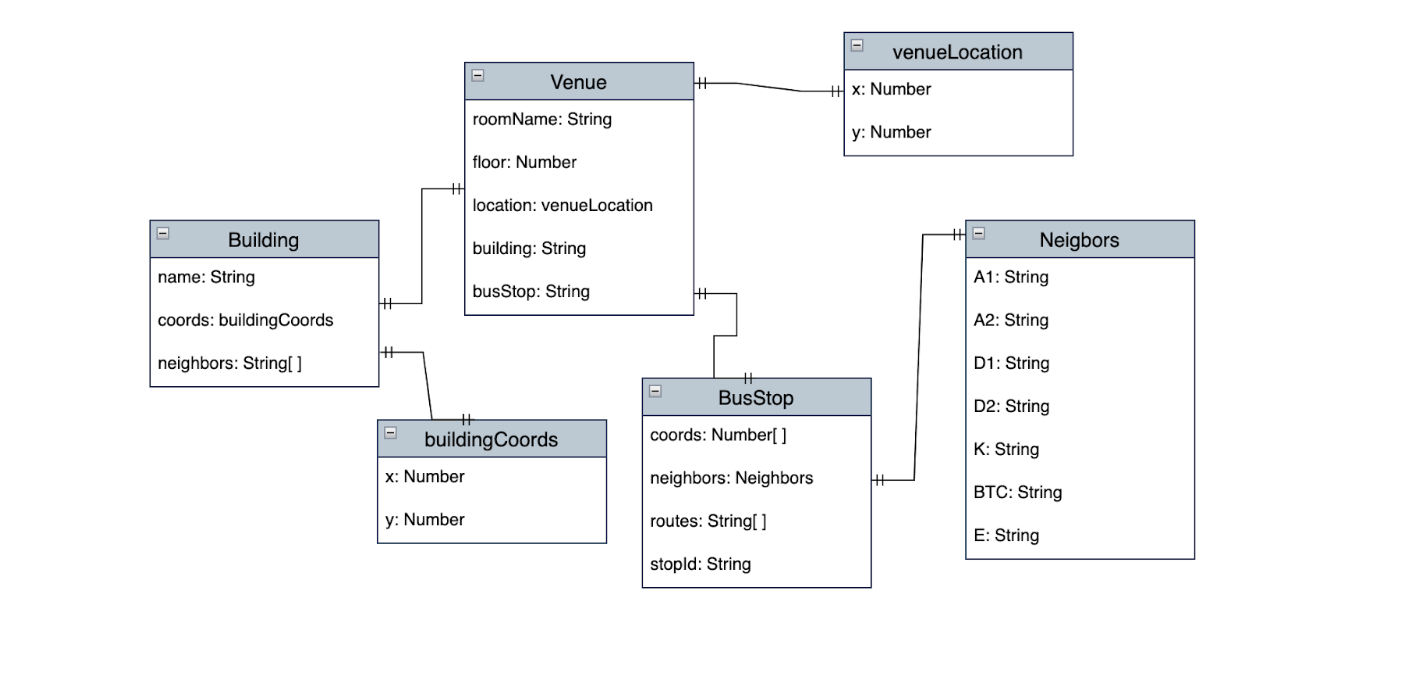 venueLocation
x: Number
y: Number
Venue
roomName: String
floor: Number
location: venueLocation
building: String
busStop: String
Building
name: String
coords: buildingCoords
neighbors: String[ ]
Neigbors
A1: String
A2: String
D1: String
D2: String
K: String
BTC: String
E: String
BusStop
coords: Number[ ]
neighbors: Neighbors
routes: String[ ]
stopId: String
buildingCoords
x: Number
y: Number